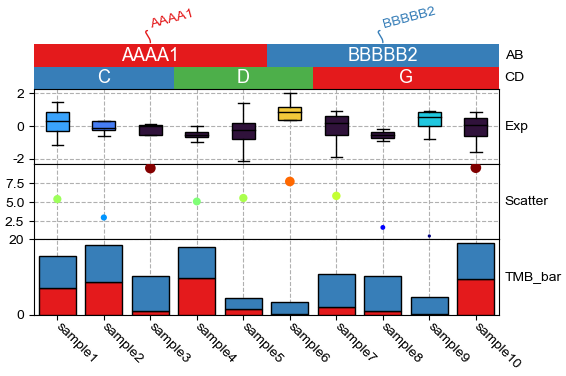 AAAA1 BBBBB2
AAAA1 BBBBB2 AB
C D G CD
2
0 Exp
-2
7.5
5.0 Scatter
2.5
20
TMB_bar
0
sample1 sample2 sample3 sample4 sample5 sample6 sample7 sample8 sample9 sample10